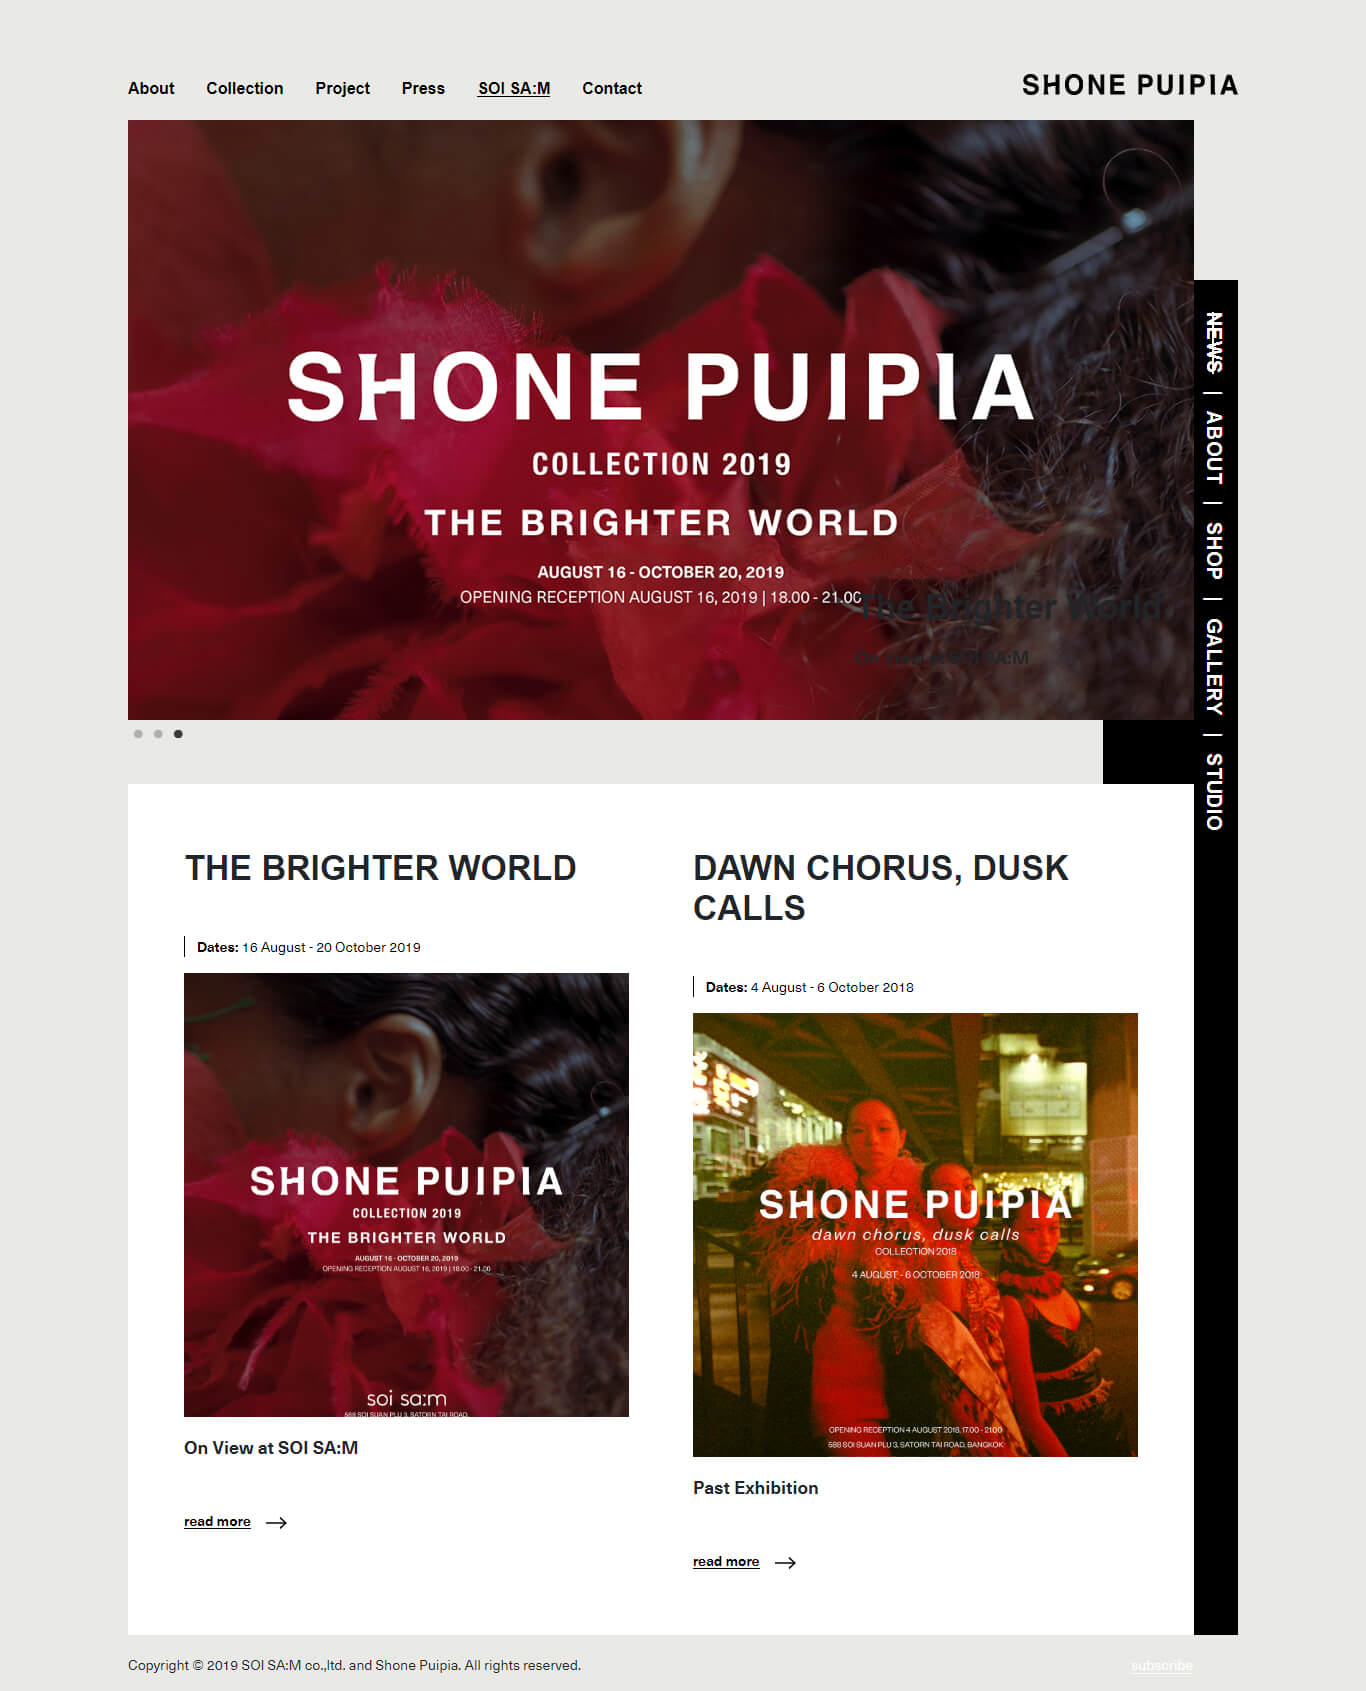 About Collection Project Press SOI SA:M Contact
SHONE PUIPIA
SHONE PUIPIA
COLLECTION 2019
THE BRIGHTER WORLD
AUGUST 16 - OCTOBER 20, 2019
OPENING RECEPTION AUGUST 16, 2019 | 18.00 - 21.00
The Brighter World
On View at SOI SA:M
NEWS | ABOUT | SHOP | GALLERY | STUDIO
THE BRIGHTER WORLD
Dates: 16 August - 20 October 2019
SHONE PUIPIA
COLLECTION 2019
THE BRIGHTER WORLD
AUGUST 16 - OCTOBER 20, 2019
OPENING RECEPTION AUGUST 16, 2019 | 18.00 - 21.00
soi sa:m
588 SOI SUAN PLU 3, SATORN TAI ROAD,
On View at SOI SA:M
read more
DAWN CHORUS, DUSK
CALLS
Dates: 4 August - 6 October 2018
SHONE PUIPIA
dawn chorus, dusk calls
COLLECTION 2018
4 AUGUST - 6 OCTOBER 2018
OPENING RECEPTION 4 AUGUST 2018, 17.00 - 21.00
588 SOI SUAN PLU 3, SATORN TAI ROAD, BANGKOK
Past Exhibition
read more
Copyright © 2019 SOI SA:M co.,ltd. and Shone Puipia. All rights reserved.
subscribe